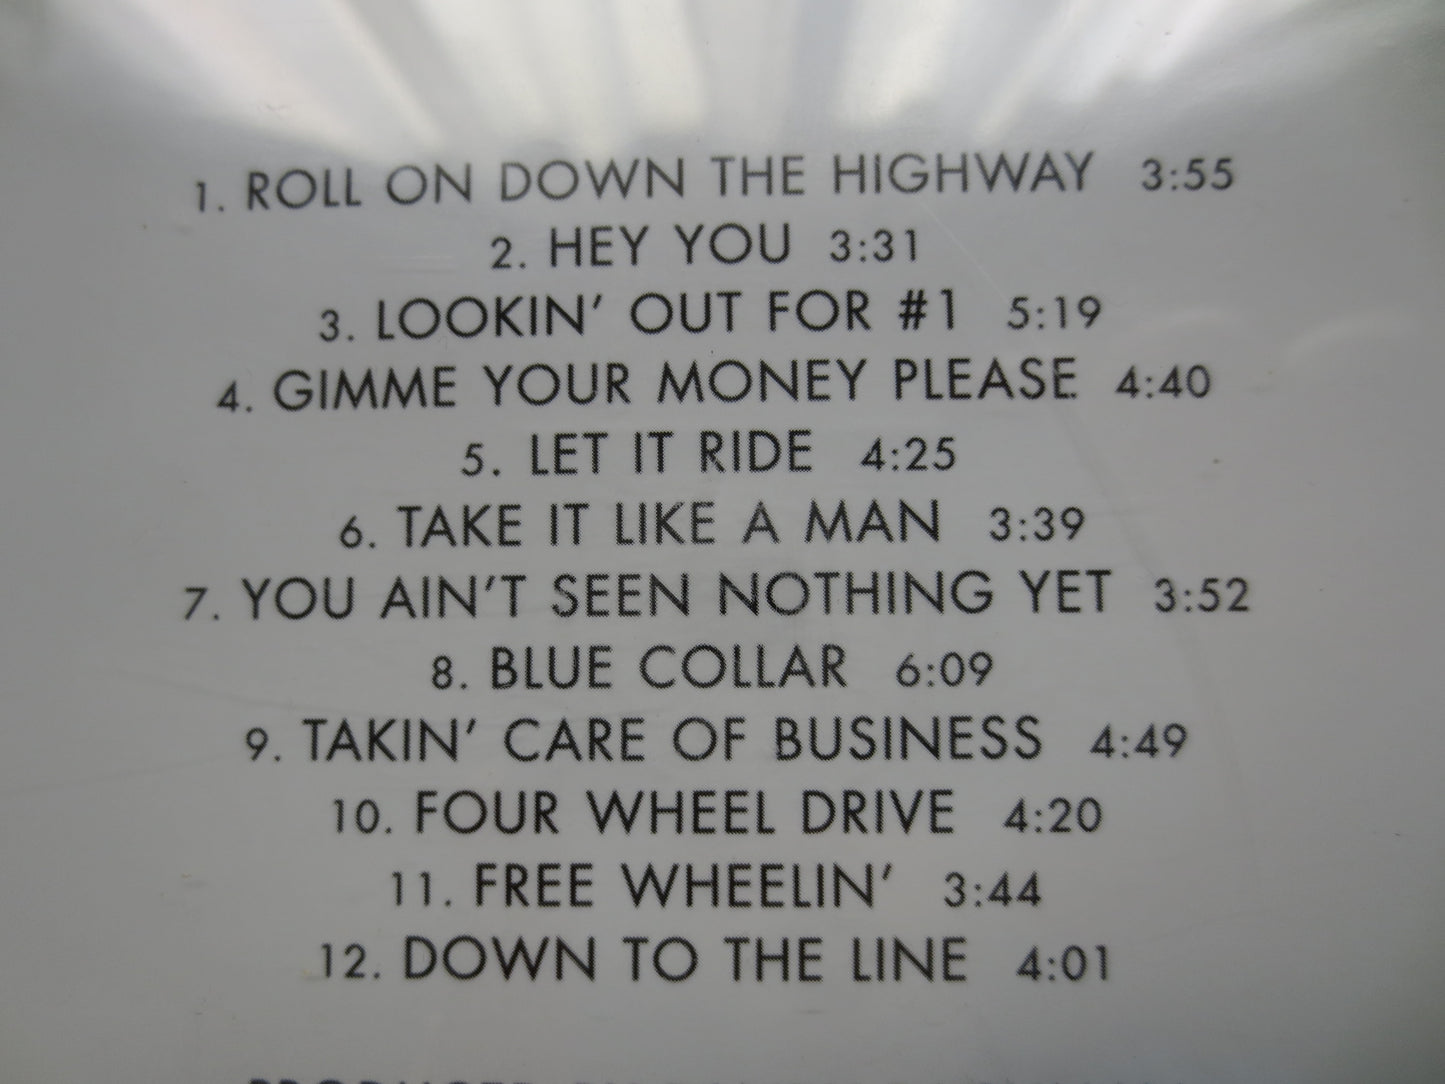 1. ROLL ON DOWN THE HIGHWAY 3:55
2. HEY YOU 3:31
3. LOOKIN' OUT FOR #1 5:19
4. GIMME YOUR MONEY PLEASE 4:40
5. LET IT RIDE 4:25
6. TAKE IT LIKE A MAN 3:39
7. YOU AIN'T SEEN NOTHING YET 3:52
8. BLUE COLLAR 6:09
9. TAKIN' CARE OF BUSINESS 4:49
10. FOUR WHEEL DRIVE 4:20
11. FREE WHEELIN' 3:44
12. DOWN TO THE LINE 4:01